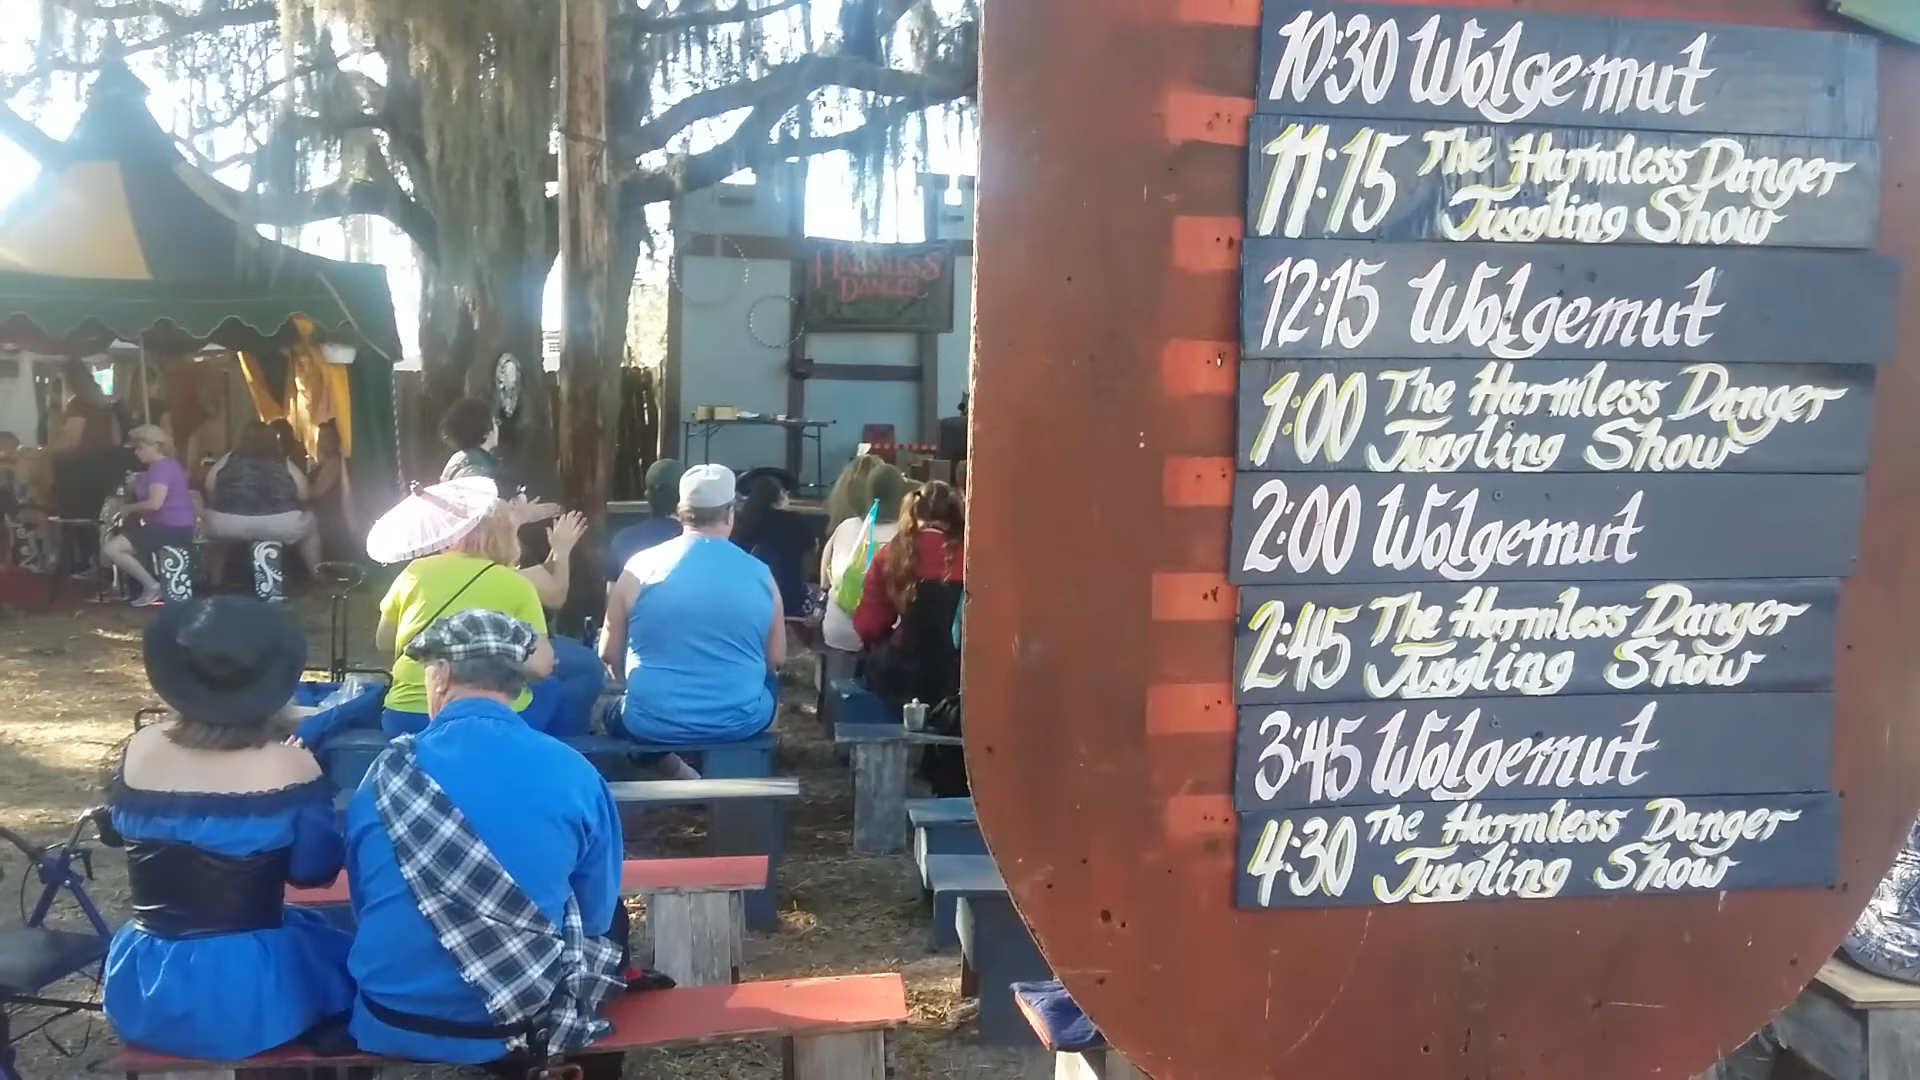 HARMLESS
DANGER
10:30 Wolgemut
11:15 The Harmless Danger
Juggling Show
12:15 Wolgemut
1:00 The Harmless Danger
Juggling Show
2:00 Wolgemut
2:45 The Harmless Danger
Juggling Show
3:45 Wolgemut
4:30 The Harmless Danger
Juggling Show